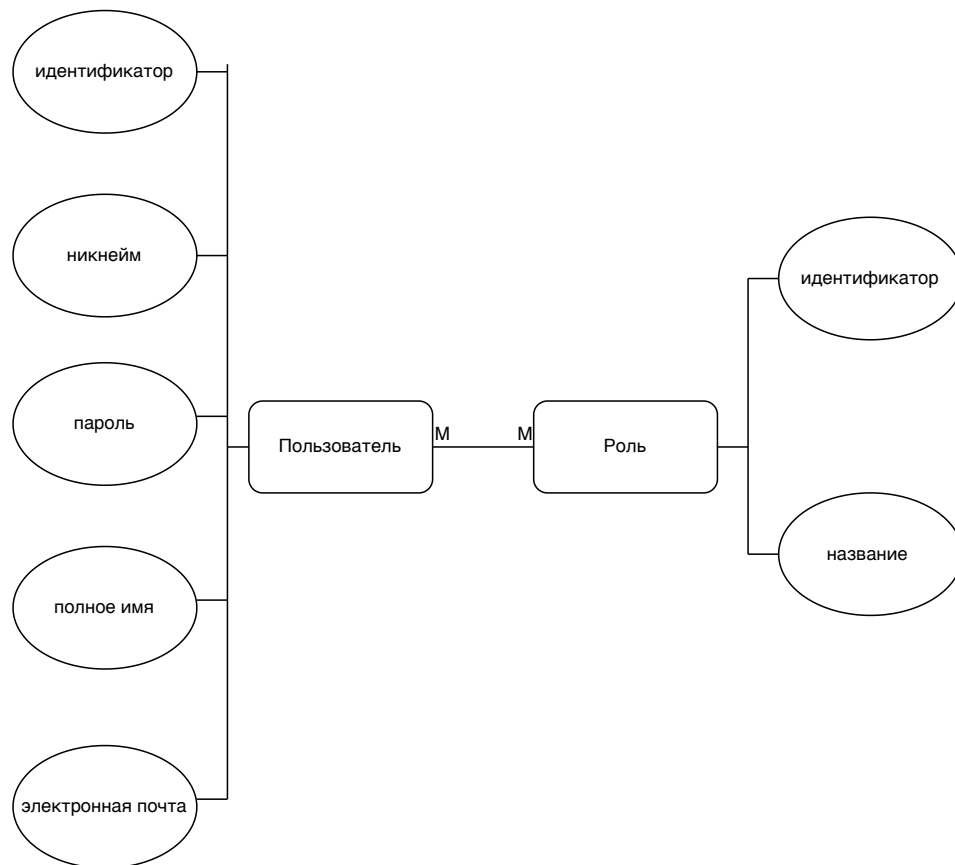 идентификатор
никнейм
пароль
полное имя
электронная почта
Пользователь
М
М
Роль
идентификатор
название